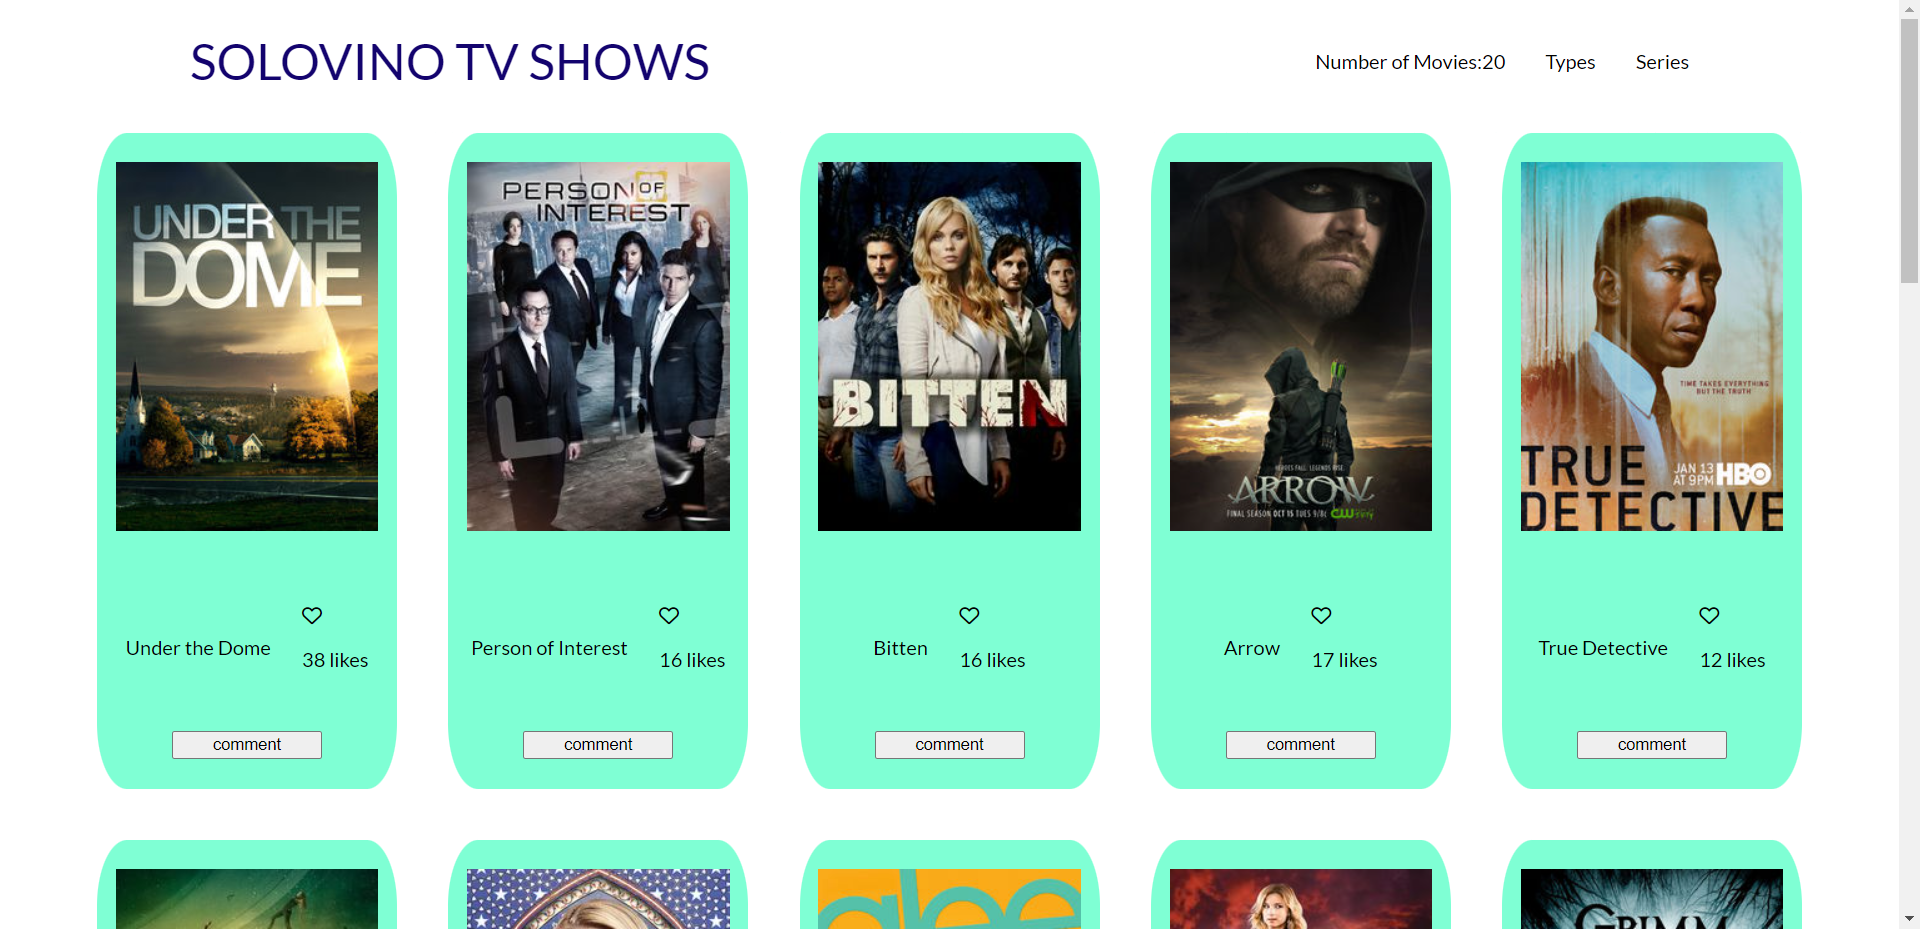 SOLOVINO TV SHOWS
Number of Movies:20 Types Series
UNDER THE
DOME
PERSON OF
INTEREST
BITTEN
HEROES FALL. LEGENDS RISE.
ARROW
FINAL SEASON OCT 15 TUES 9/8c CW
TIME TAKES EVERYTHING
BUT THE TRUTH
TRUE
JAN 13
AT 9PM HBO
DETECTIVE
Under the Dome
38 likes
comment
Person of Interest
16 likes
comment
Bitten
16 likes
comment
Arrow
17 likes
comment
True Detective
12 likes
comment
glee
GRIMM